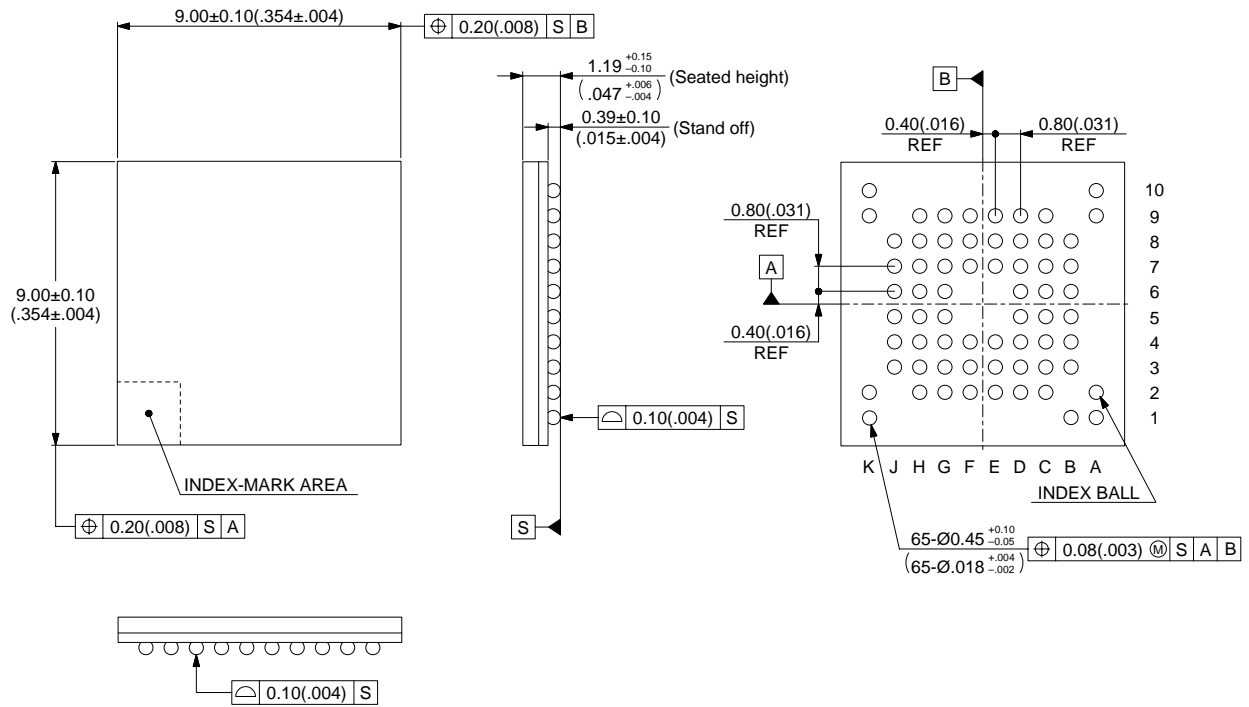 9.00±0.10(.354±.004)
⌖ 0.20(.008) S B
1.19 +0.15 –0.10 (Seated height)
(.047 +.006 –.004)
0.39±0.10 (Stand off)
(.015±.004)
B
0.40(.016)
REF
0.80(.031)
REF
0.80(.031)
REF
A
0.40(.016)
REF
10
9
8
7
6
5
4
3
2
1
K J H G F E D C B A
INDEX BALL
9.00±0.10
(.354±.004)
INDEX-MARK AREA
⌖ 0.20(.008) S A
⌓ 0.10(.004) S
S
65-Ø0.45 +0.10 –0.05
(65-Ø.018 +.004 –.002)
⌖ 0.08(.003) Ⓜ S A B
⌓ 0.10(.004) S